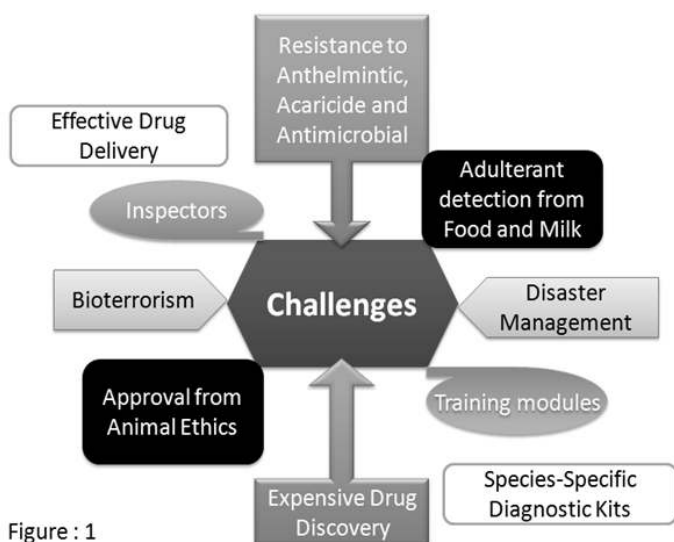 Resistance to
Anthelmintic,
Acaricide and
Antimicrobial
Effective Drug
Delivery
Adulterant
detection from
Food and Milk
Inspectors
Bioterrorism
Challenges
Disaster
Management
Approval from
Animal Ethics
Training modules
Expensive Drug
Discovery
Species-Specific
Diagnostic Kits
Figure : 1